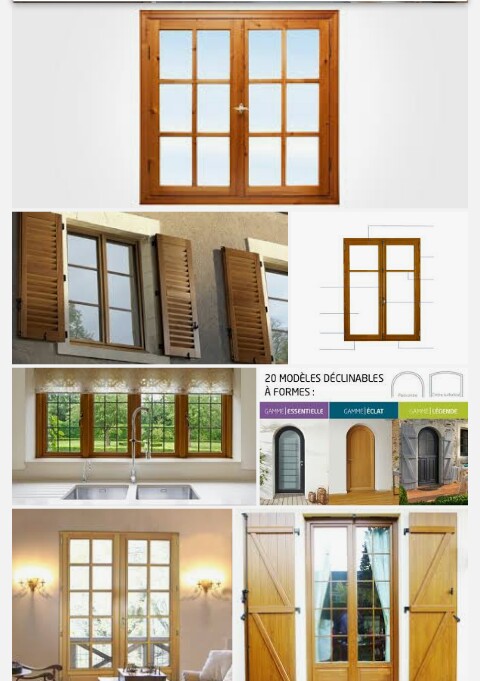 20 MODÈLES DÉCLINABLES
À FORMES :
GAMME | ESSENTIELLE
GAMME | ÉCLAT
GAMME | LÉGENDE